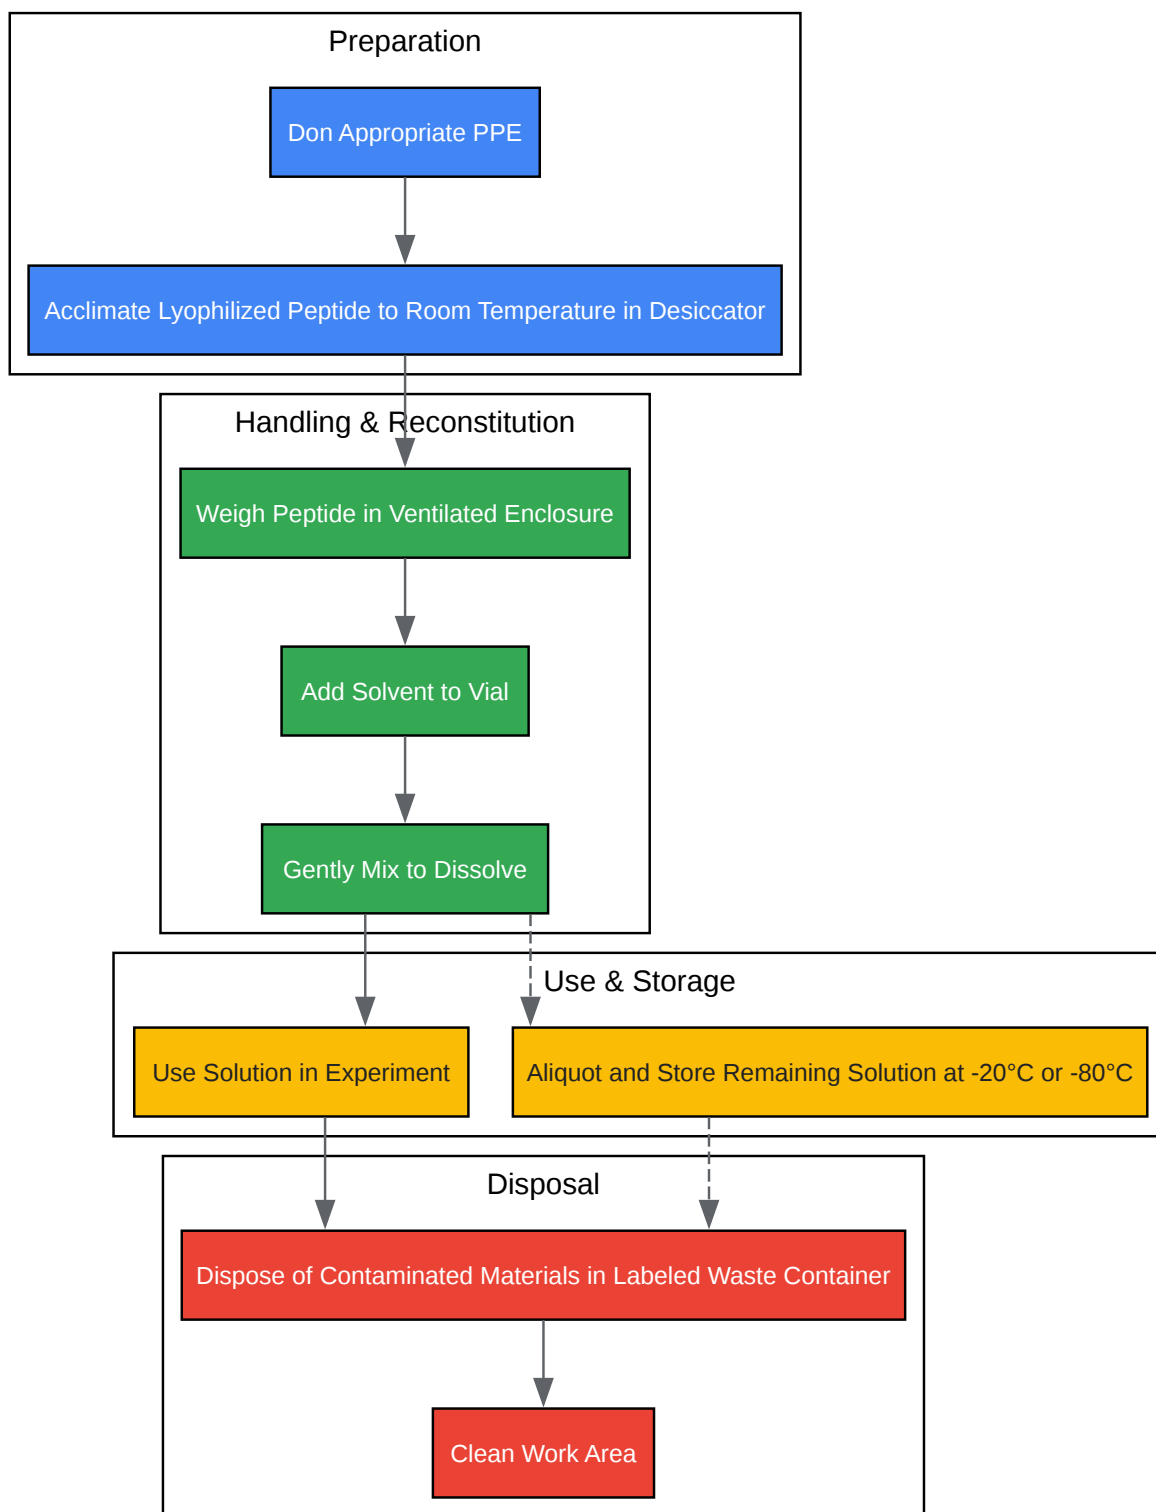 Preparation
Don Appropriate PPE
Acclimate Lyophilized Peptide to Room Temperature in Desiccator
Handling & Reconstitution
Weigh Peptide in Ventilated Enclosure
Add Solvent to Vial
Gently Mix to Dissolve
Use & Storage
Use Solution in Experiment
Aliquot and Store Remaining Solution at -20°C or -80°C
Disposal
Dispose of Contaminated Materials in Labeled Waste Container
Clean Work Area